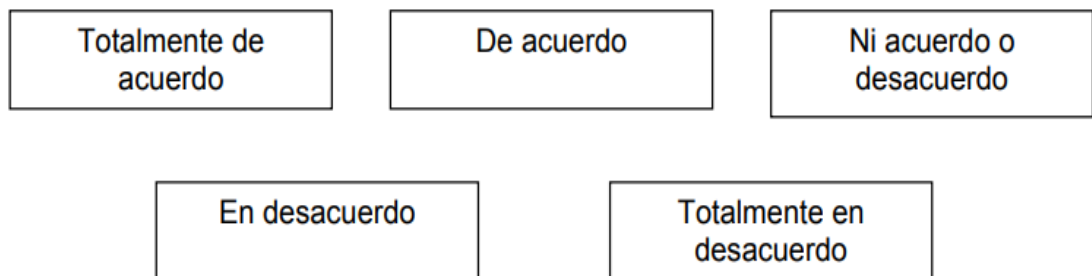 Totalmente de
acuerdo
De acuerdo
Ni acuerdo o
desacuerdo
En desacuerdo
Totalmente en
desacuerdo